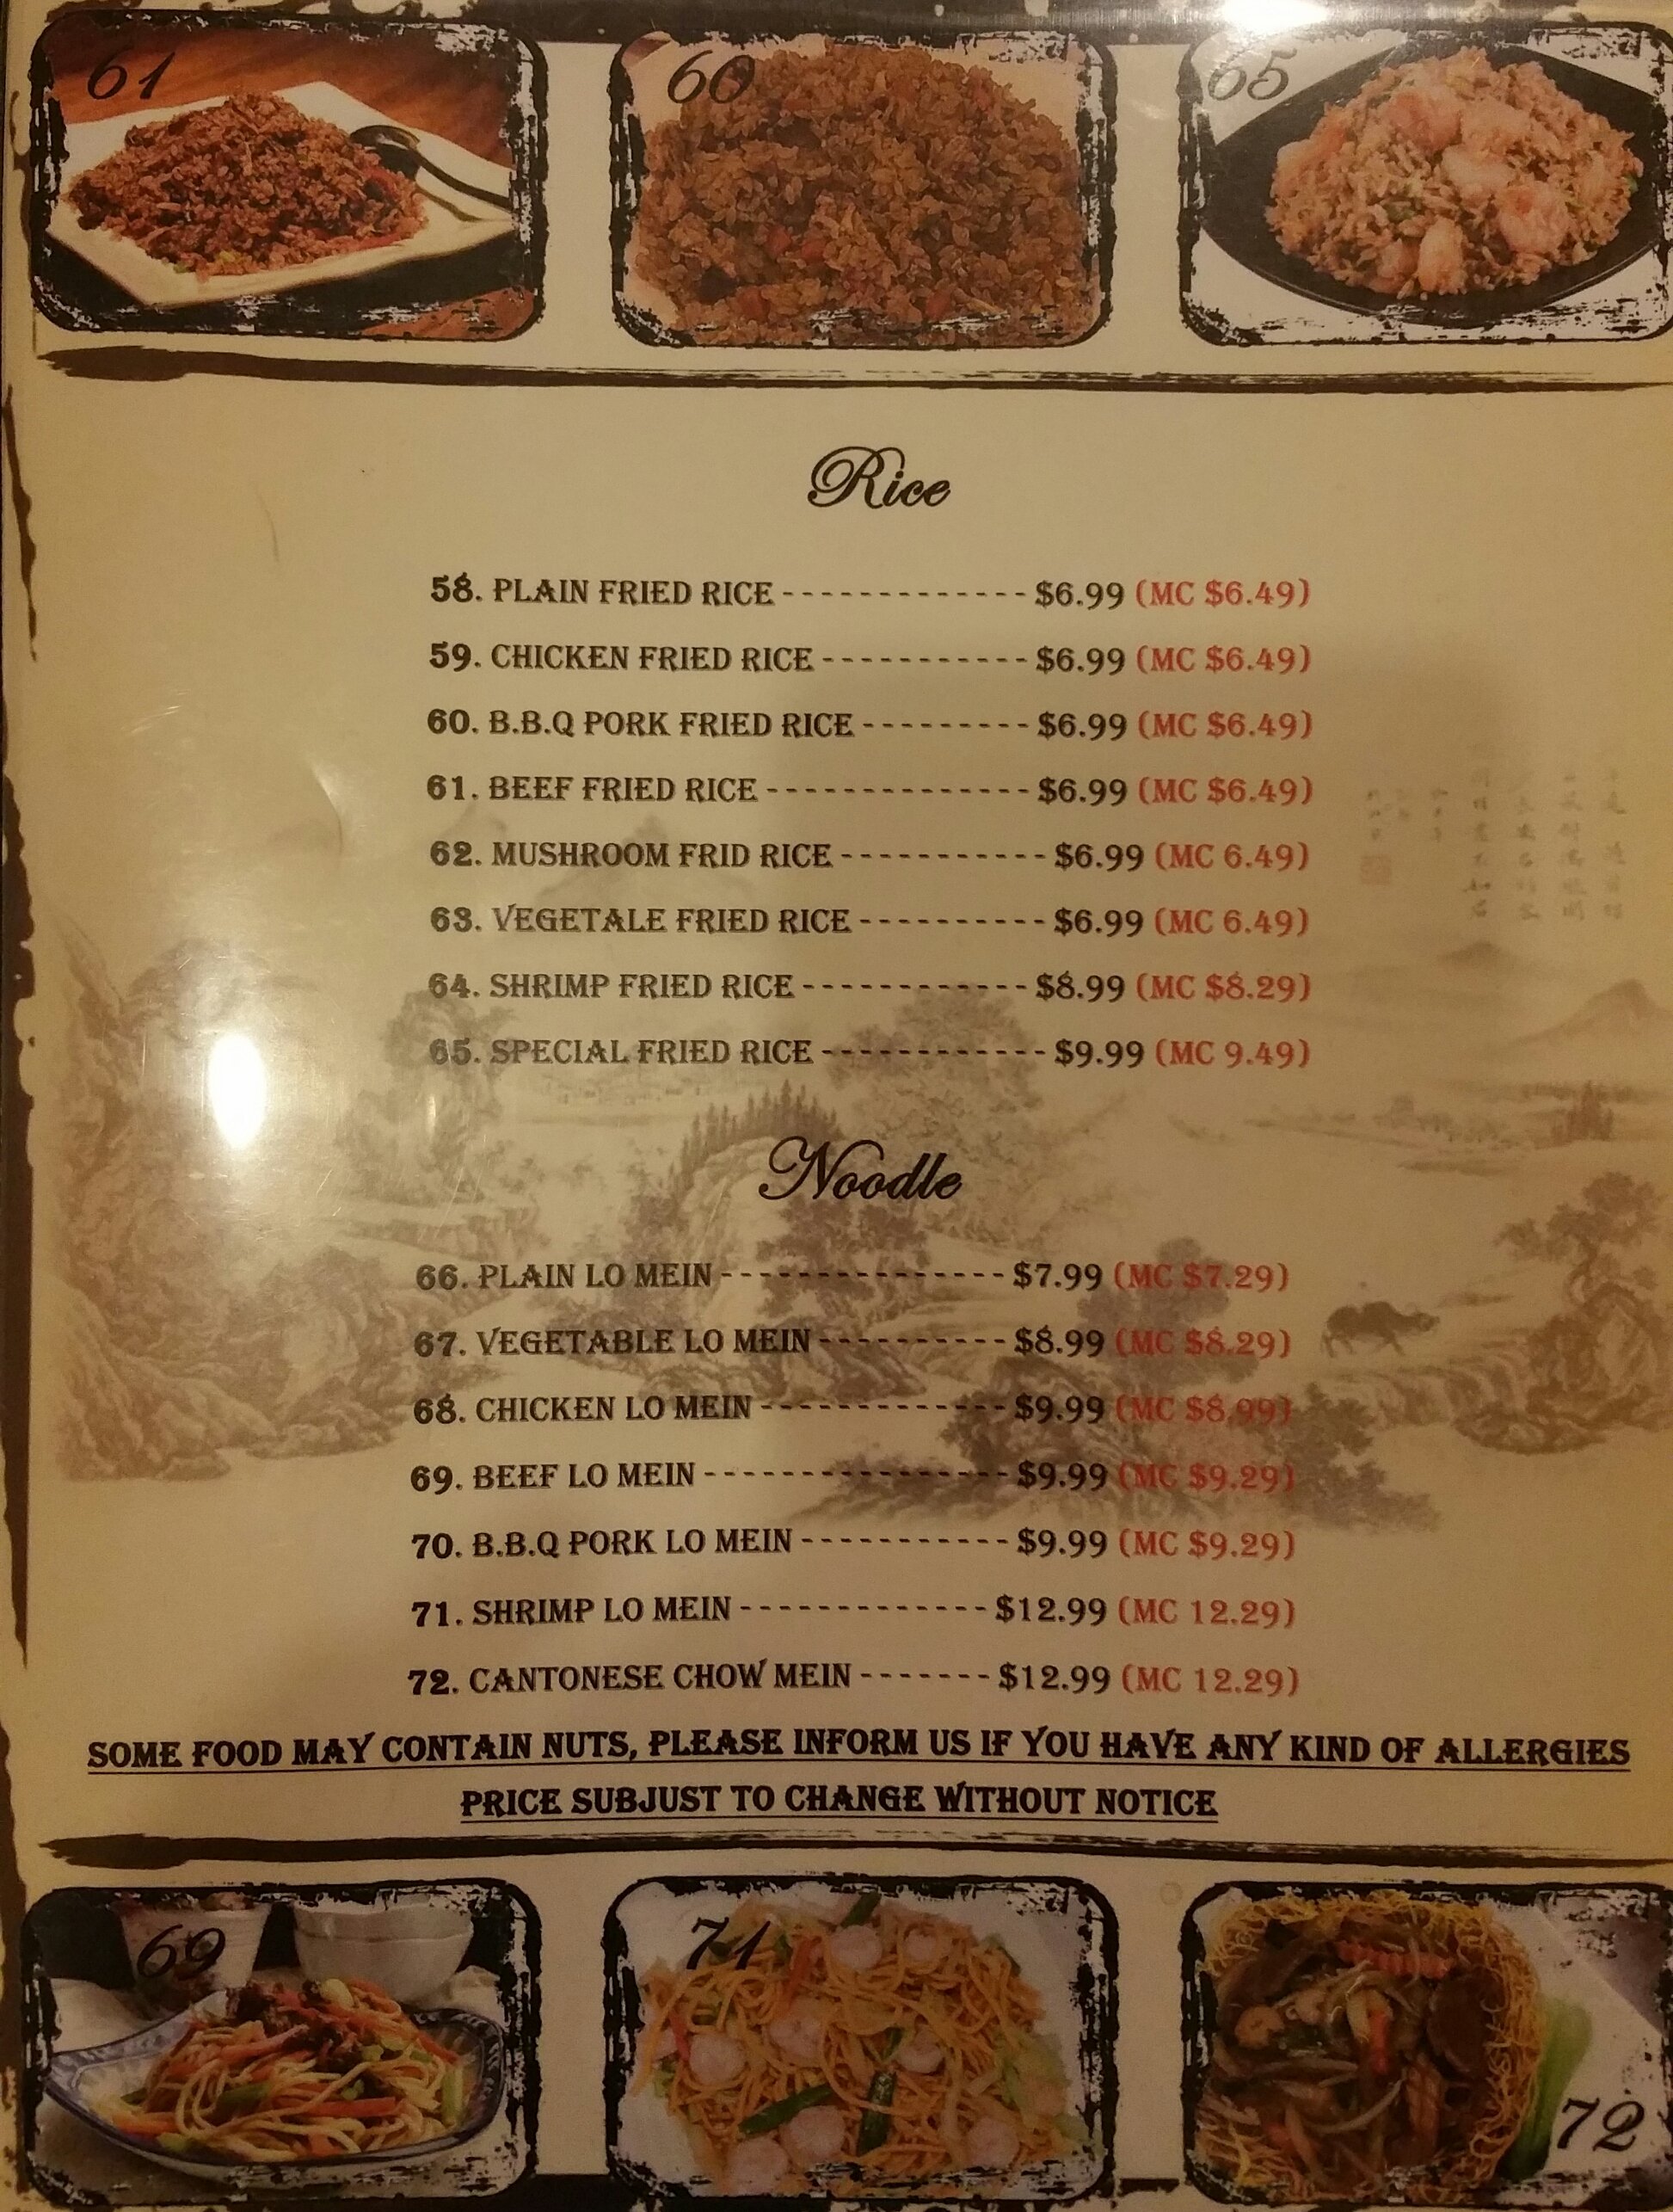 61
60
65
Rice
58. PLAIN FRIED RICE ------------- $6.99 (MC $6.49)
59. CHICKEN FRIED RICE ----------- $6.99 (MC $6.49)
60. B.B.Q PORK FRIED RICE --------- $6.99 (MC $6.49)
61. BEEF FRIED RICE -------------- $6.99 (MC $6.49)
62. MUSHROOM FRID RICE ----------- $6.99 (MC 6.49)
63. VEGETALE FRIED RICE ---------- $6.99 (MC 6.49)
64. SHRIMP FRIED RICE ------------ $8.99 (MC $8.29)
65. SPECIAL FRIED RICE ------------ $9.99 (MC 9.49)
Noodle
66. PLAIN LO MEIN --------------- $7.99 (MC $7.29)
67. VEGETABLE LO MEIN ---------- $8.99 (MC $8.29)
68. CHICKEN LO MEIN ------------- $9.99 (MC $8.99)
69. BEEF LO MEIN ---------------- $9.99 (MC $9.29)
70. B.B.Q PORK LO MEIN ----------- $9.99 (MC $9.29)
71. SHRIMP LO MEIN ------------- $12.99 (MC 12.29)
72. CANTONESE CHOW MEIN ------- $12.99 (MC 12.29)
SOME FOOD MAY CONTAIN NUTS, PLEASE INFORM US IF YOU HAVE ANY KIND OF ALLERGIES
PRICE SUBJUST TO CHANGE WITHOUT NOTICE
69
71
72